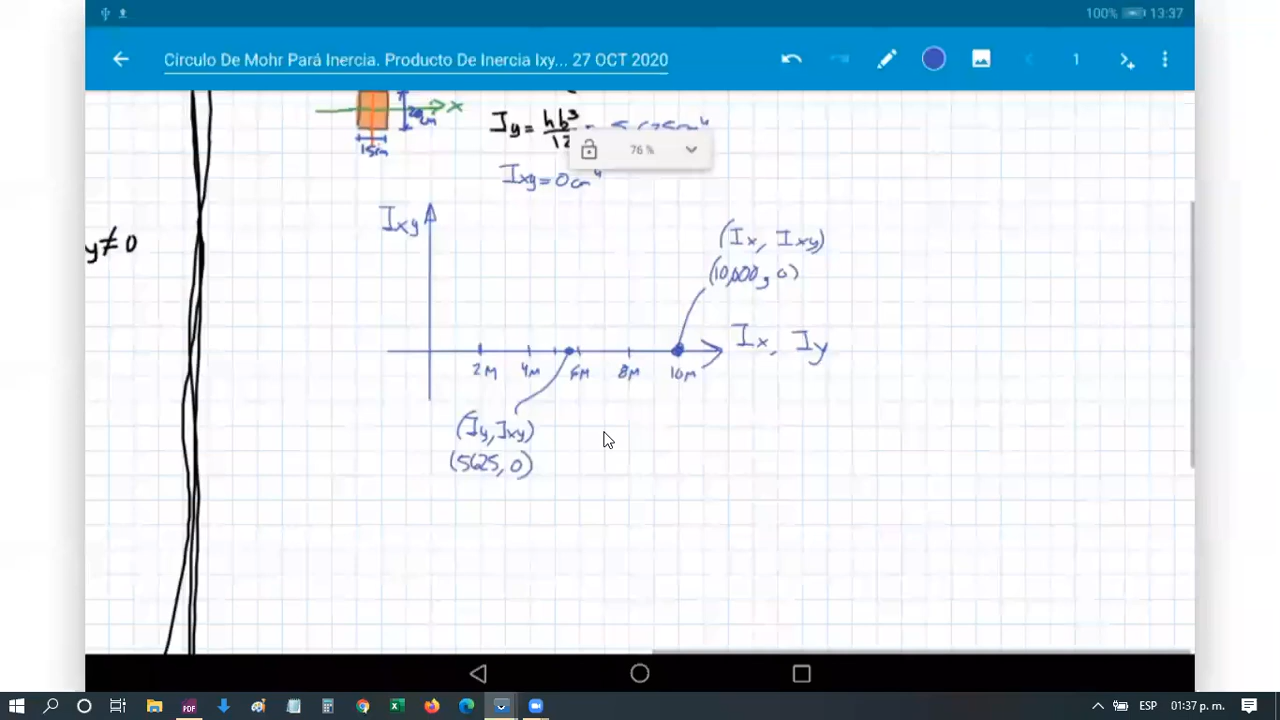 100% 13:37
Círculo De Mohr Pará Inercia. Producto De Inercia Ixy... 27 OCT 2020
1
x
20cm
Iy = hb³/12
76 %
15cm
Ixy = 0cm⁴
Ixy
y ≠ 0
(Ix, Ixy)
(10,000, 0)
Ix, Iy
2M 4M 6M 8M 10M
(Iy, Ixy)
(5625, 0)
ESP 01:37 p. m.